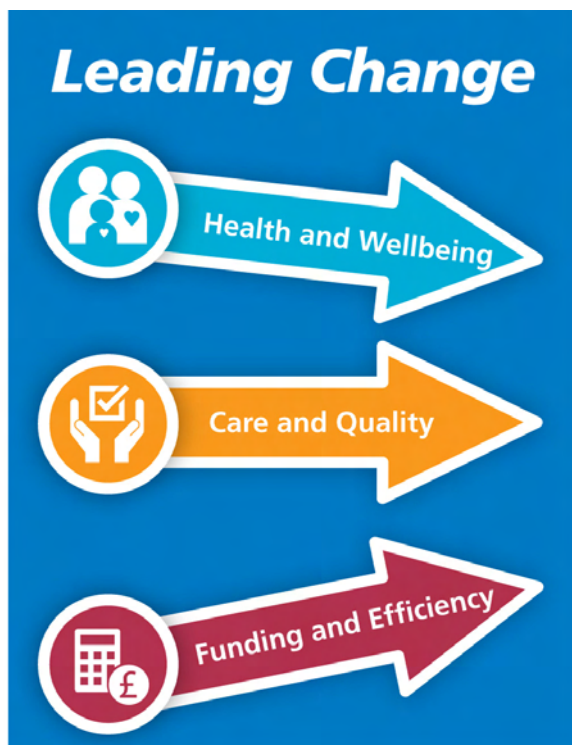 Leading Change
Health and Wellbeing
Care and Quality
Funding and Efficiency
£